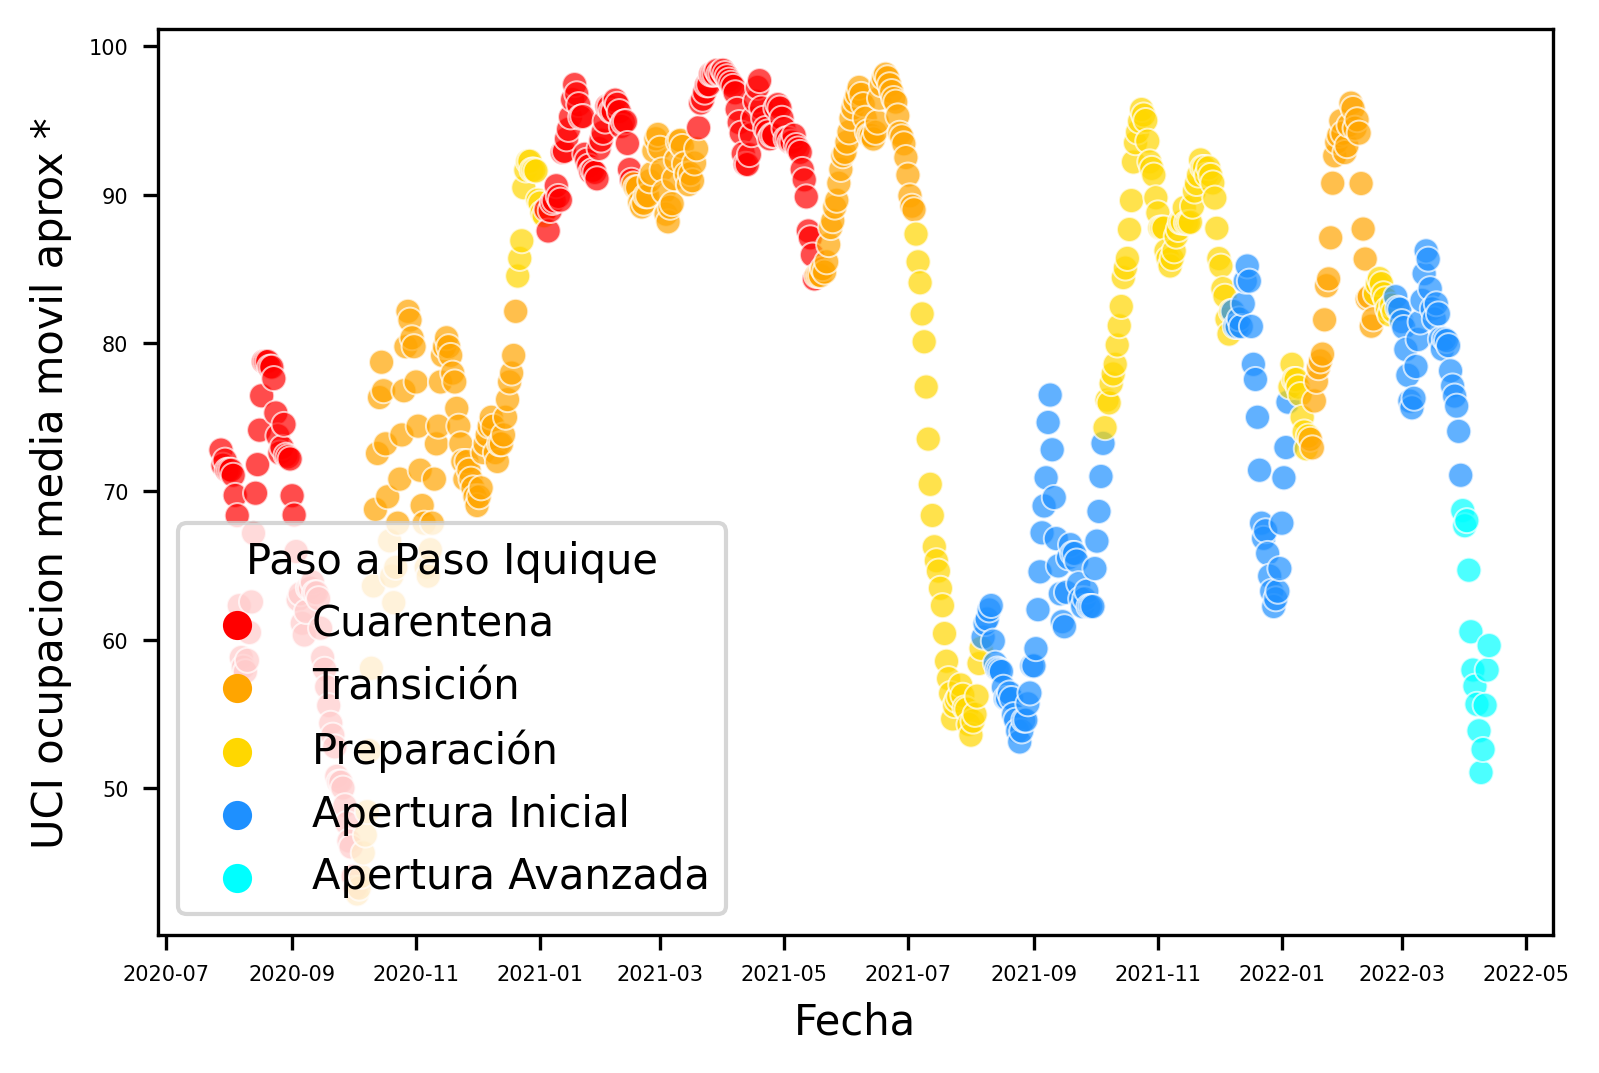 UCI ocupacion media movil aprox *
100
90
80
70
60
50
Paso a Paso Iquique
Cuarentena
Transición
Preparación
Apertura Inicial
Apertura Avanzada
2020-07 2020-09 2020-11 2021-01 2021-03 2021-05 2021-07 2021-09 2021-11 2022-01 2022-03 2022-05
Fecha